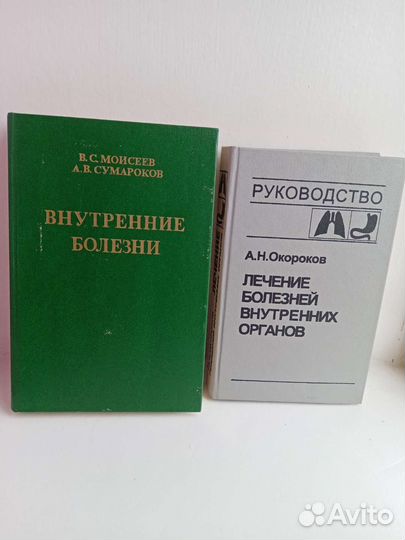 В. С. МОИСЕЕВ
А. В. СУМАРОКОВ
ВНУТРЕННИЕ
БОЛЕЗНИ
РУКОВОДСТВО
А.Н.Окороков
ЛЕЧЕНИЕ
БОЛЕЗНЕЙ
ВНУТРЕННИХ
ОРГАНОВ
Avito